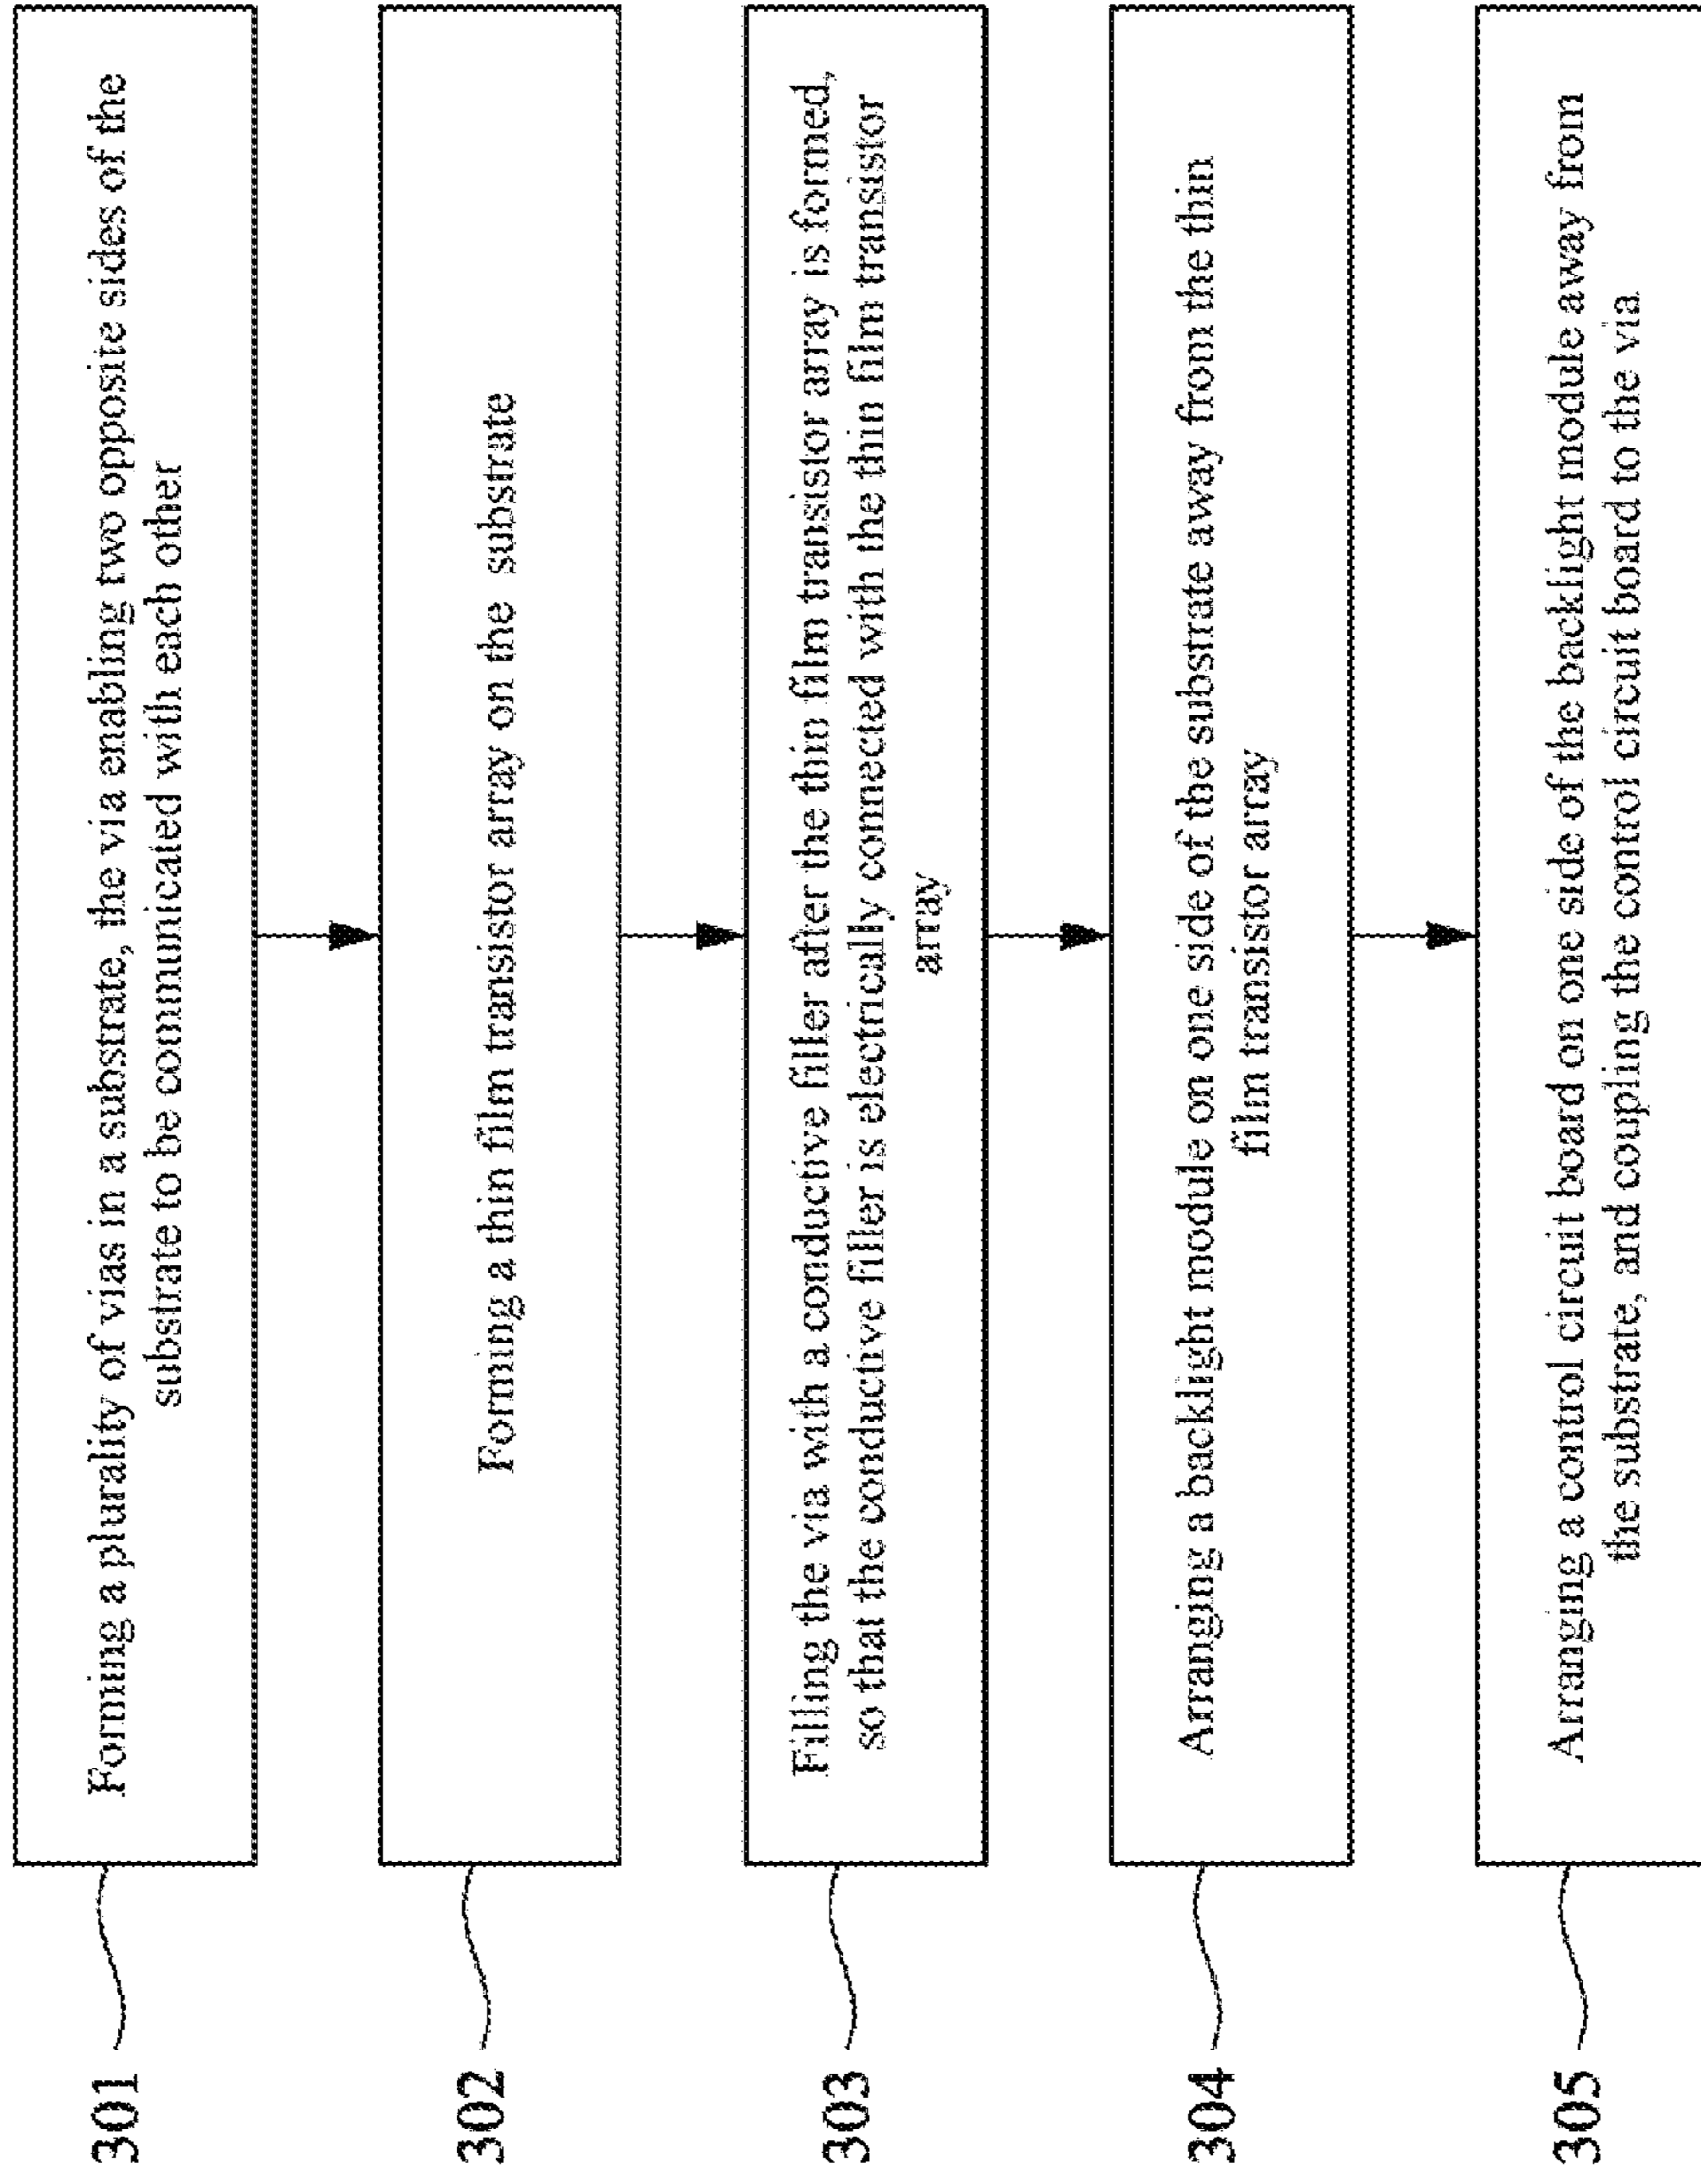 301
Forming a plurality of vias in a substrate, the via enabling two opposite sides of the
substrate to be communicated with each other
302
Forming a thin film transistor array on the substrate
303
Filling the via with a conductive filler after the thin film transistor array is formed,
so that the conductive filler is electrically connected with the thin film transistor
array
304
Arranging a backlight module on one side of the substrate away from the thin
film transistor array
305
Arranging a control circuit board on one side of the backlight module away from
the substrate, and coupling the control circuit board to the via